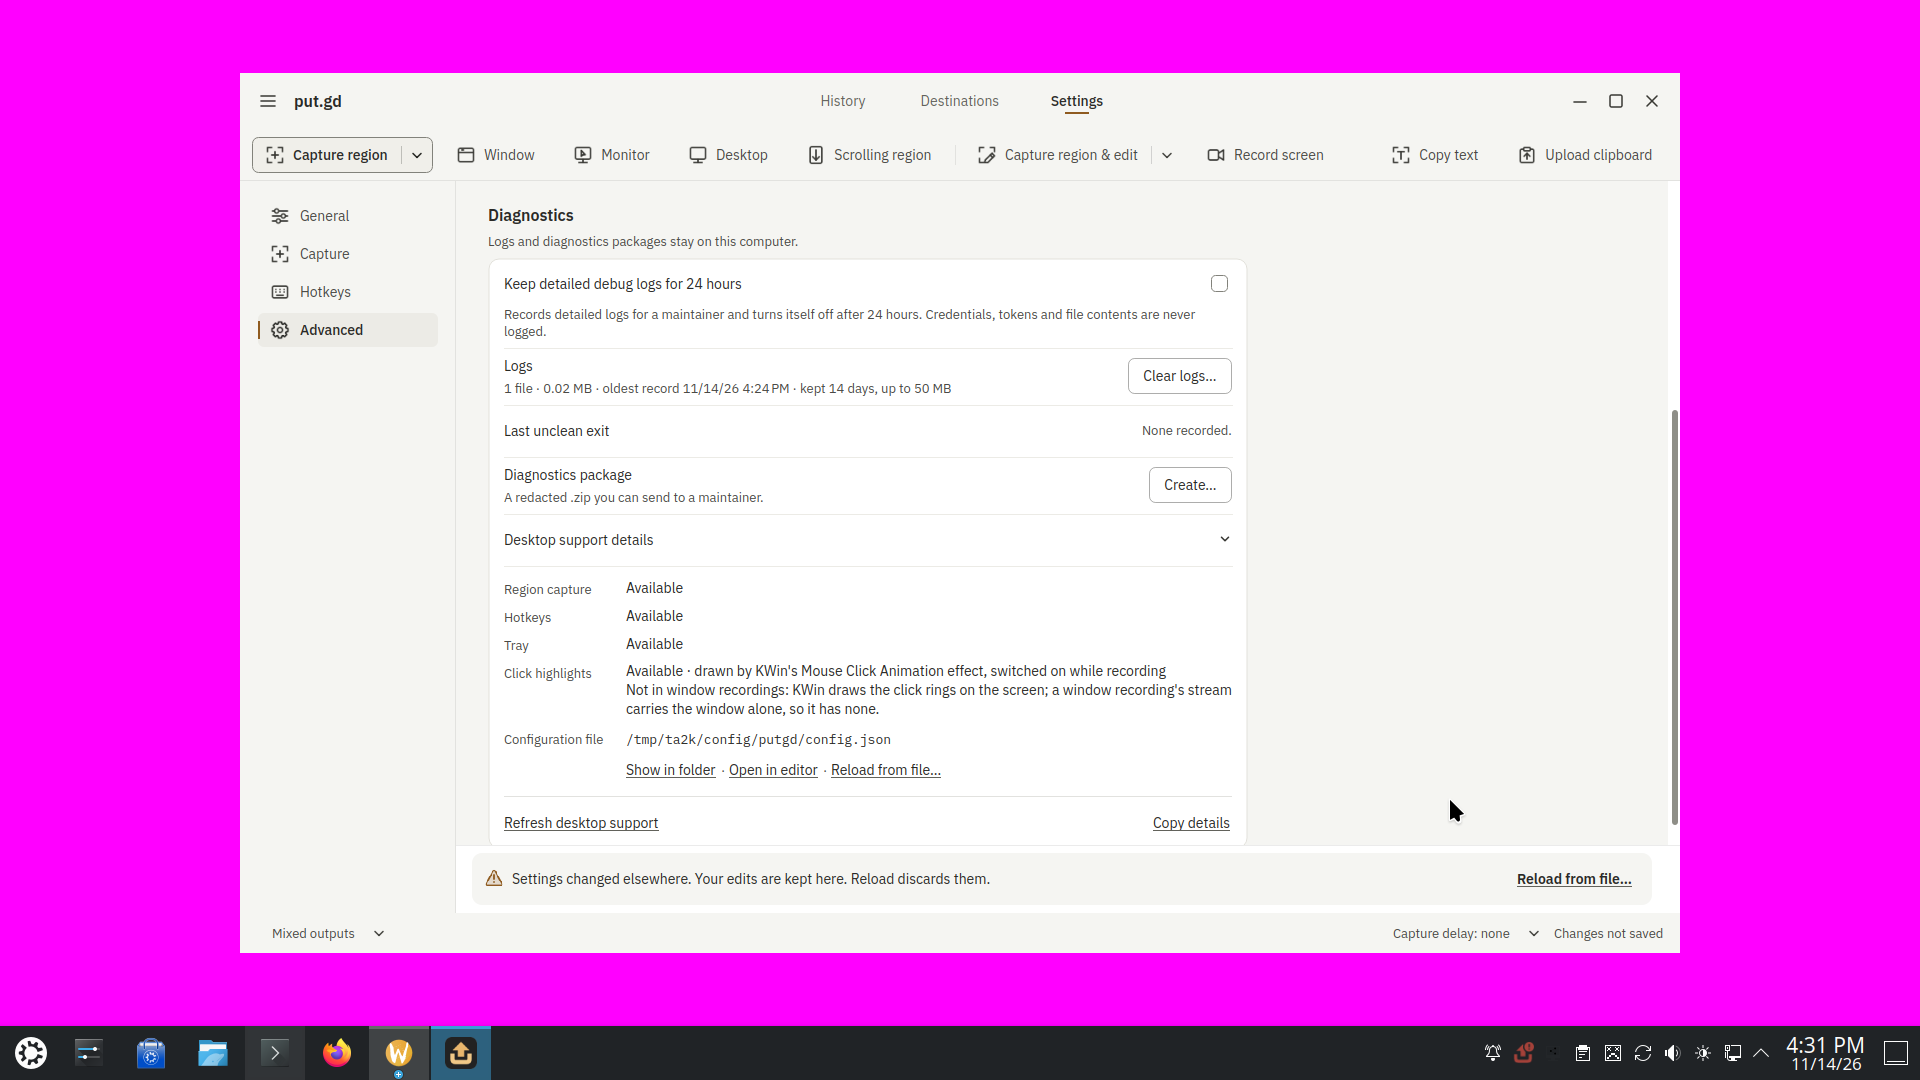 put.gd
History
Destinations
Settings
Capture region
Window
Monitor
Desktop
Scrolling region
Capture region & edit
Record screen
Copy text
Upload clipboard
General
Capture
Hotkeys
Advanced
Diagnostics
Logs and diagnostics packages stay on this computer.
Keep detailed debug logs for 24 hours
Records detailed logs for a maintainer and turns itself off after 24 hours. Credentials, tokens and file contents are never
logged.
Logs
1 file · 0.02 MB · oldest record 11/14/26 4:24 PM · kept 14 days, up to 50 MB
Clear logs...
Last unclean exit
None recorded.
Diagnostics package
A redacted .zip you can send to a maintainer.
Create...
Desktop support details
Region capture
Available
Hotkeys
Available
Tray
Available
Click highlights
Available · drawn by KWin's Mouse Click Animation effect, switched on while recording
Not in window recordings: KWin draws the click rings on the screen; a window recording's stream
carries the window alone, so it has none.
Configuration file
/tmp/ta2k/config/putgd/config.json
Show in folder · Open in editor · Reload from file...
Refresh desktop support
Copy details
Settings changed elsewhere. Your edits are kept here. Reload discards them.
Reload from file...
Mixed outputs
Capture delay: none
Changes not saved
4:31 PM
11/14/26